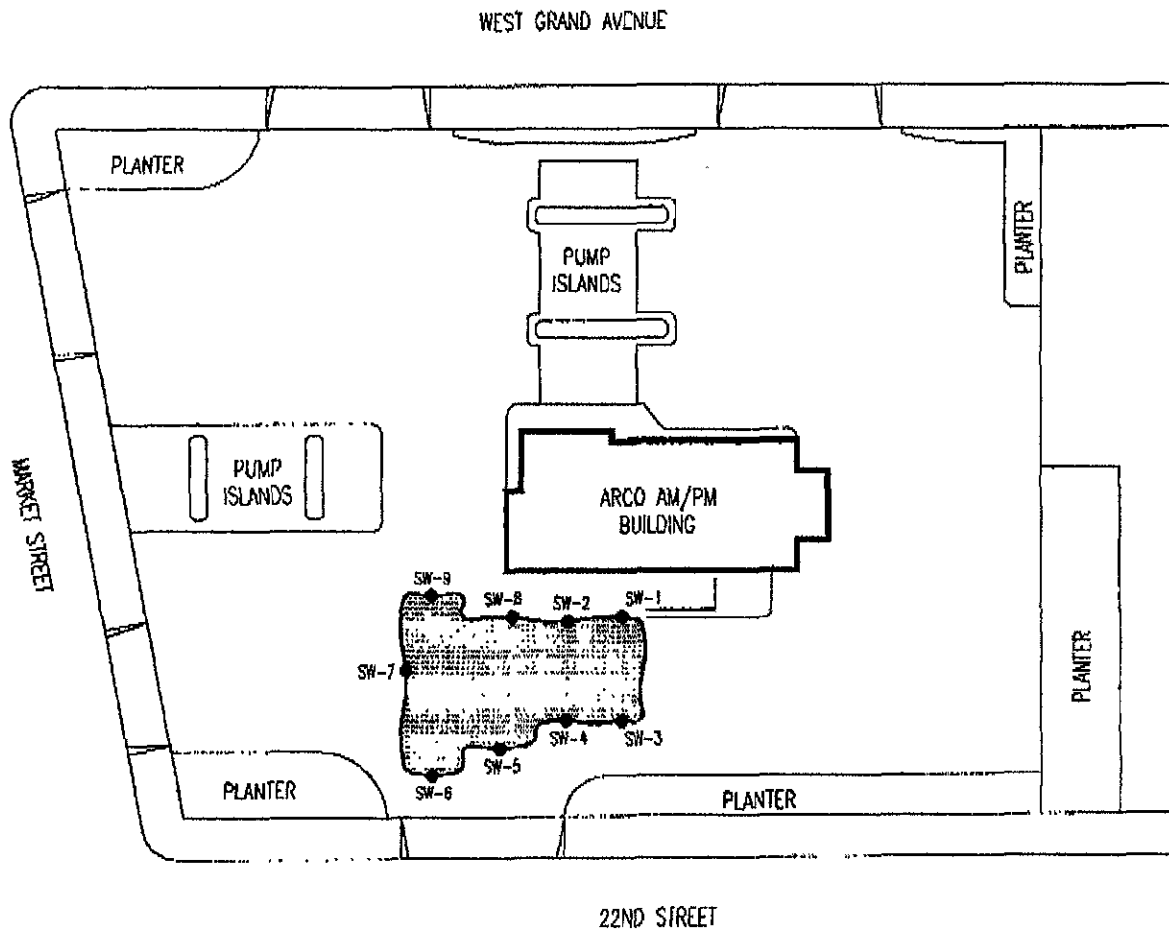 WEST GRAND AVENUE
PLANTER
PLANTER
PUMP
ISLANDS
MARKET STREET
PUMP
ISLANDS
ARCO AM/PM
BUILDING
SW-9
SW-8
SW-2
SW-1
SW-7
PLANTER
SW-4
SW-3
SW-5
SW-6
PLANTER
PLANTER
22ND STREET